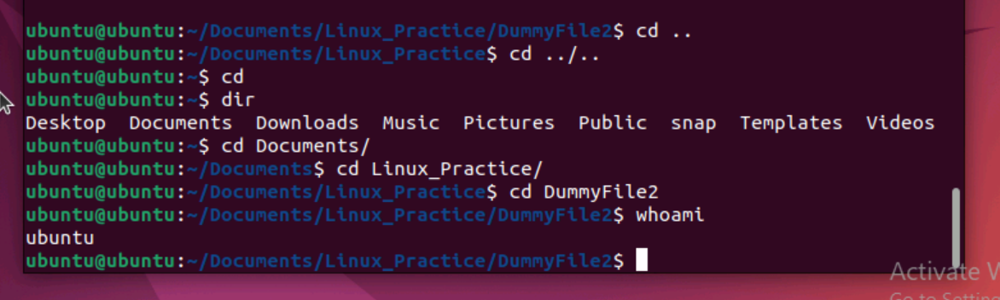 ubuntu@ubuntu:~/Documents/Linux_Practice/DummyFile2$ cd ..
ubuntu@ubuntu:~/Documents/Linux_Practice$ cd ../..
ubuntu@ubuntu:~$ cd
ubuntu@ubuntu:~$ dir
Desktop  Documents  Downloads  Music  Pictures  Public  snap  Templates  Videos
ubuntu@ubuntu:~$ cd Documents/
ubuntu@ubuntu:~/Documents$ cd Linux_Practice/
ubuntu@ubuntu:~/Documents/Linux_Practice$ cd DummyFile2
ubuntu@ubuntu:~/Documents/Linux_Practice/DummyFile2$ whoami
ubuntu
ubuntu@ubuntu:~/Documents/Linux_Practice/DummyFile2$
Activate W
Go to Setting